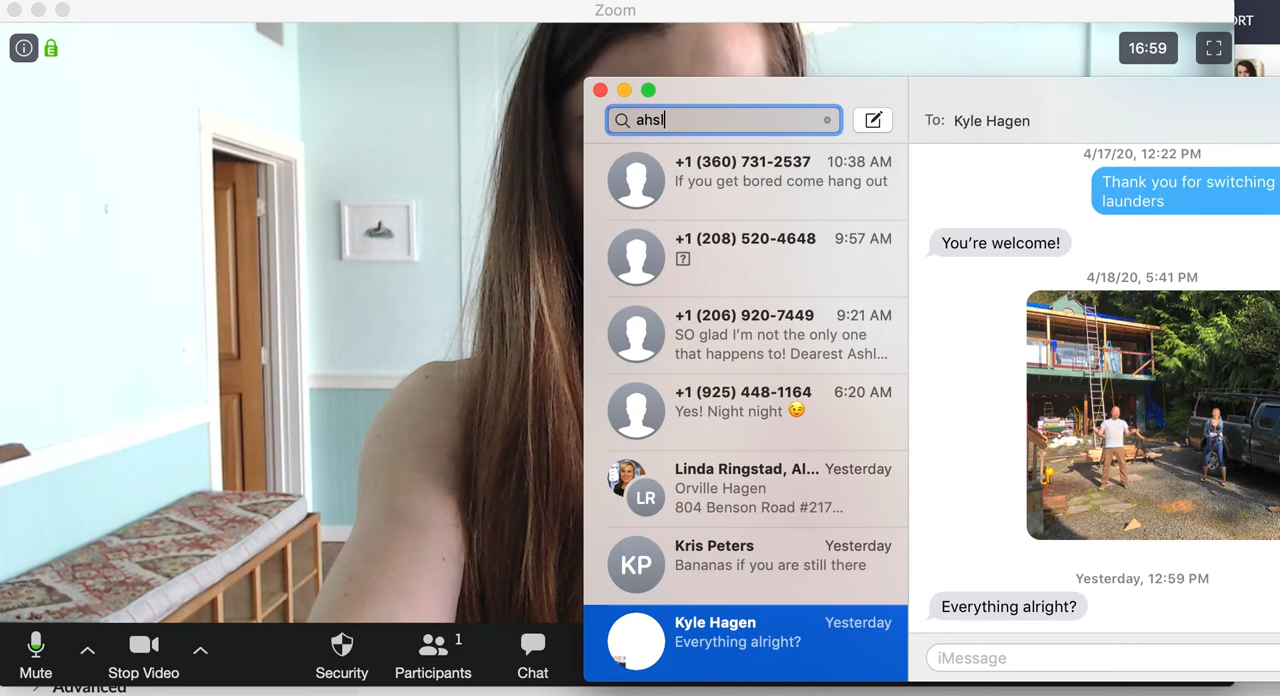 Zoom
RT
16:59
ahsl
To: Kyle Hagen
+1 (360) 731-2537 10:38 AM
If you get bored come hang out
+1 (208) 520-4648 9:57 AM
?
+1 (206) 920-7449 9:21 AM
SO glad I'm not the only one
that happens to! Dearest Ashl...
+1 (925) 448-1164 6:20 AM
Yes! Night night 😉
Linda Ringstad, Al... Yesterday
LR
Orville Hagen
804 Benson Road #217...
Kris Peters Yesterday
KP
Bananas if you are still there
Kyle Hagen Yesterday
Everything alright?
4/17/20, 12:22 PM
Thank you for switching
launders
You're welcome!
4/18/20, 5:41 PM
Yesterday, 12:59 PM
Everything alright?
iMessage
Mute
Stop Video
Security
Participants 1
Chat
Advanced